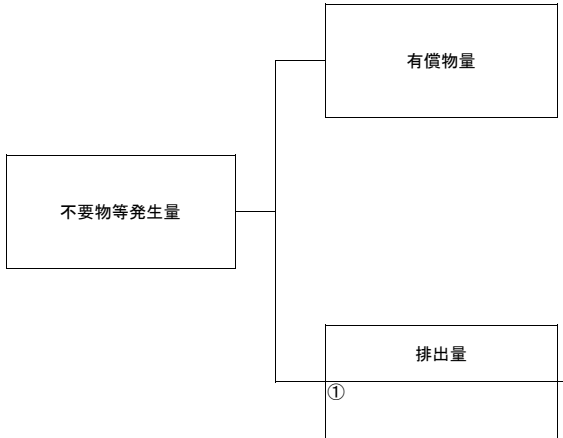 有償物量
不要物等発生量
排出量
①